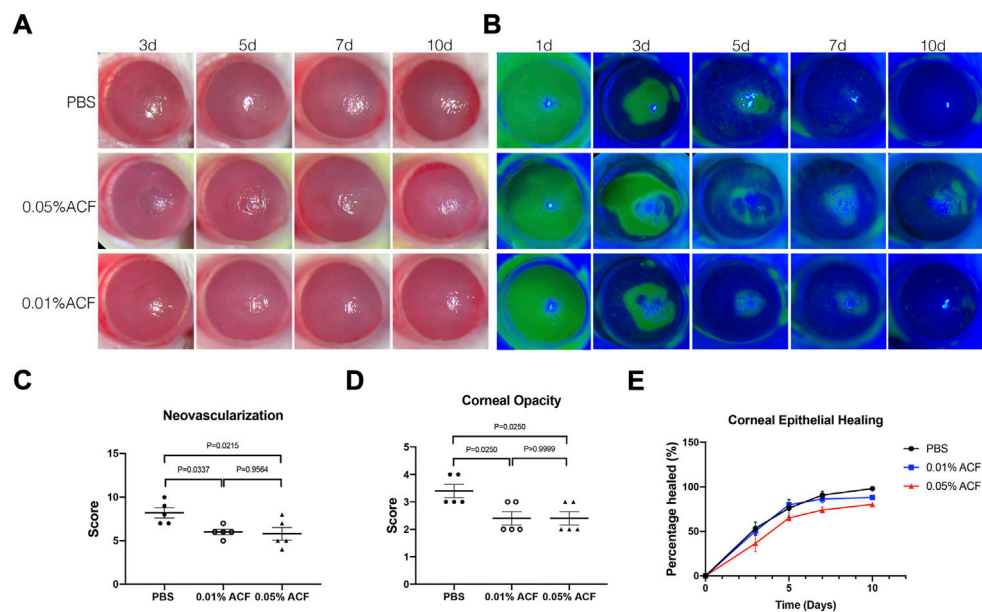 A
B
3d 5d 7d 10d
1d 3d 5d 7d 10d
PBS
0.05%ACF
0.01%ACF
C
Neovascularization
P=0.0215
P=0.0337
P=0.9564
15
10
5
0
Score
PBS
0.01% ACF
0.05% ACF
D
Corneal Opacity
P=0.0250
P=0.0250
P>0.9999
5
4
3
2
1
0
Score
PBS
0.01% ACF
0.05% ACF
E
Corneal Epithelial Healing
150
100
50
0
Percentage healed (%)
0
5
10
Time (Days)
PBS
0.01% ACF
0.05% ACF